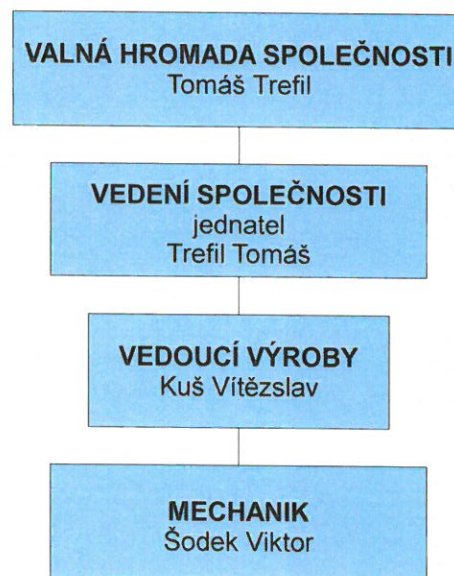 VALNÁ HROMADA SPOLEČNOSTI
Tomáš Trefil
VEDENÍ SPOLEČNOSTI
jednatel
Trefil Tomáš
VEDOUCÍ VÝROBY
Kuš Vítězslav
MECHANIK
Šodek Viktor